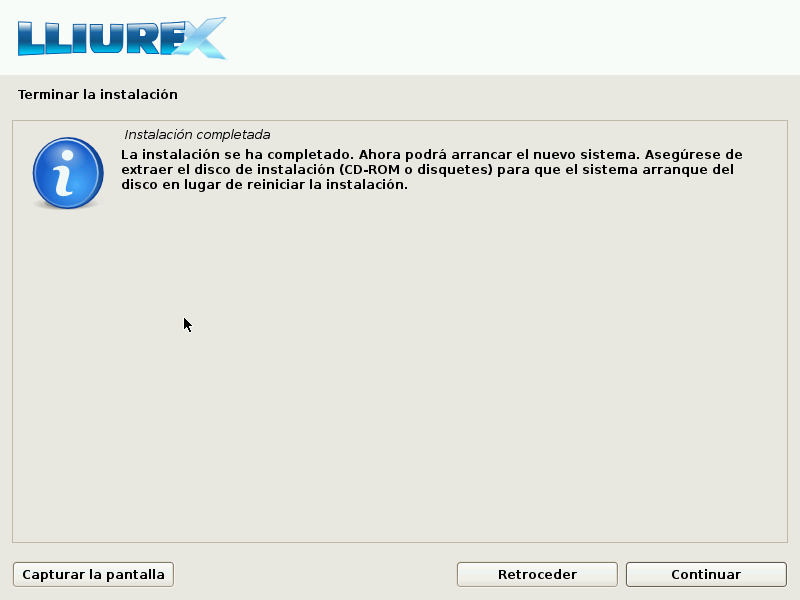 LLIUREX
Terminar la instalación
Instalación completada
La instalación se ha completado. Ahora podrá arrancar el nuevo sistema. Asegúrese de
extraer el disco de instalación (CD-ROM o disquetes) para que el sistema arranque del
disco en lugar de reiniciar la instalación.
Capturar la pantalla
Retroceder
Continuar